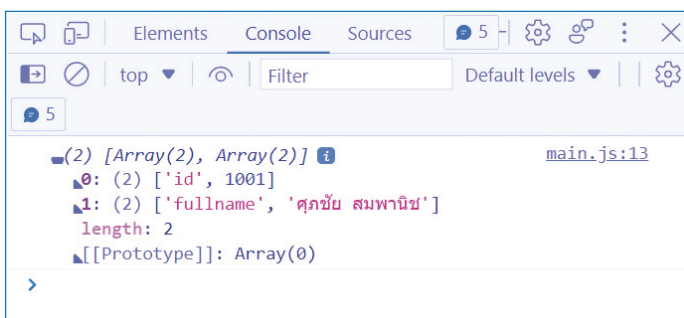 Elements Console Sources 5
top Filter Default levels
5
(2) [Array(2), Array(2)] i main.js:13
0: (2) ['id', 1001]
1: (2) ['fullname', 'ศุภชัย สมพานิช']
length: 2
[[Prototype]]: Array(0)
>